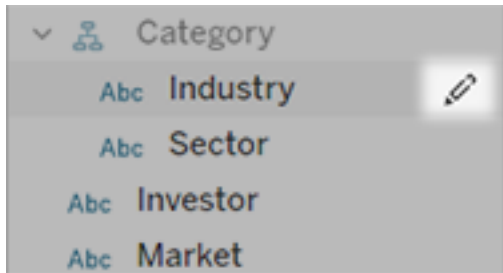 Category
Abc Industry
Abc Sector
Abc Investor
Abc Market